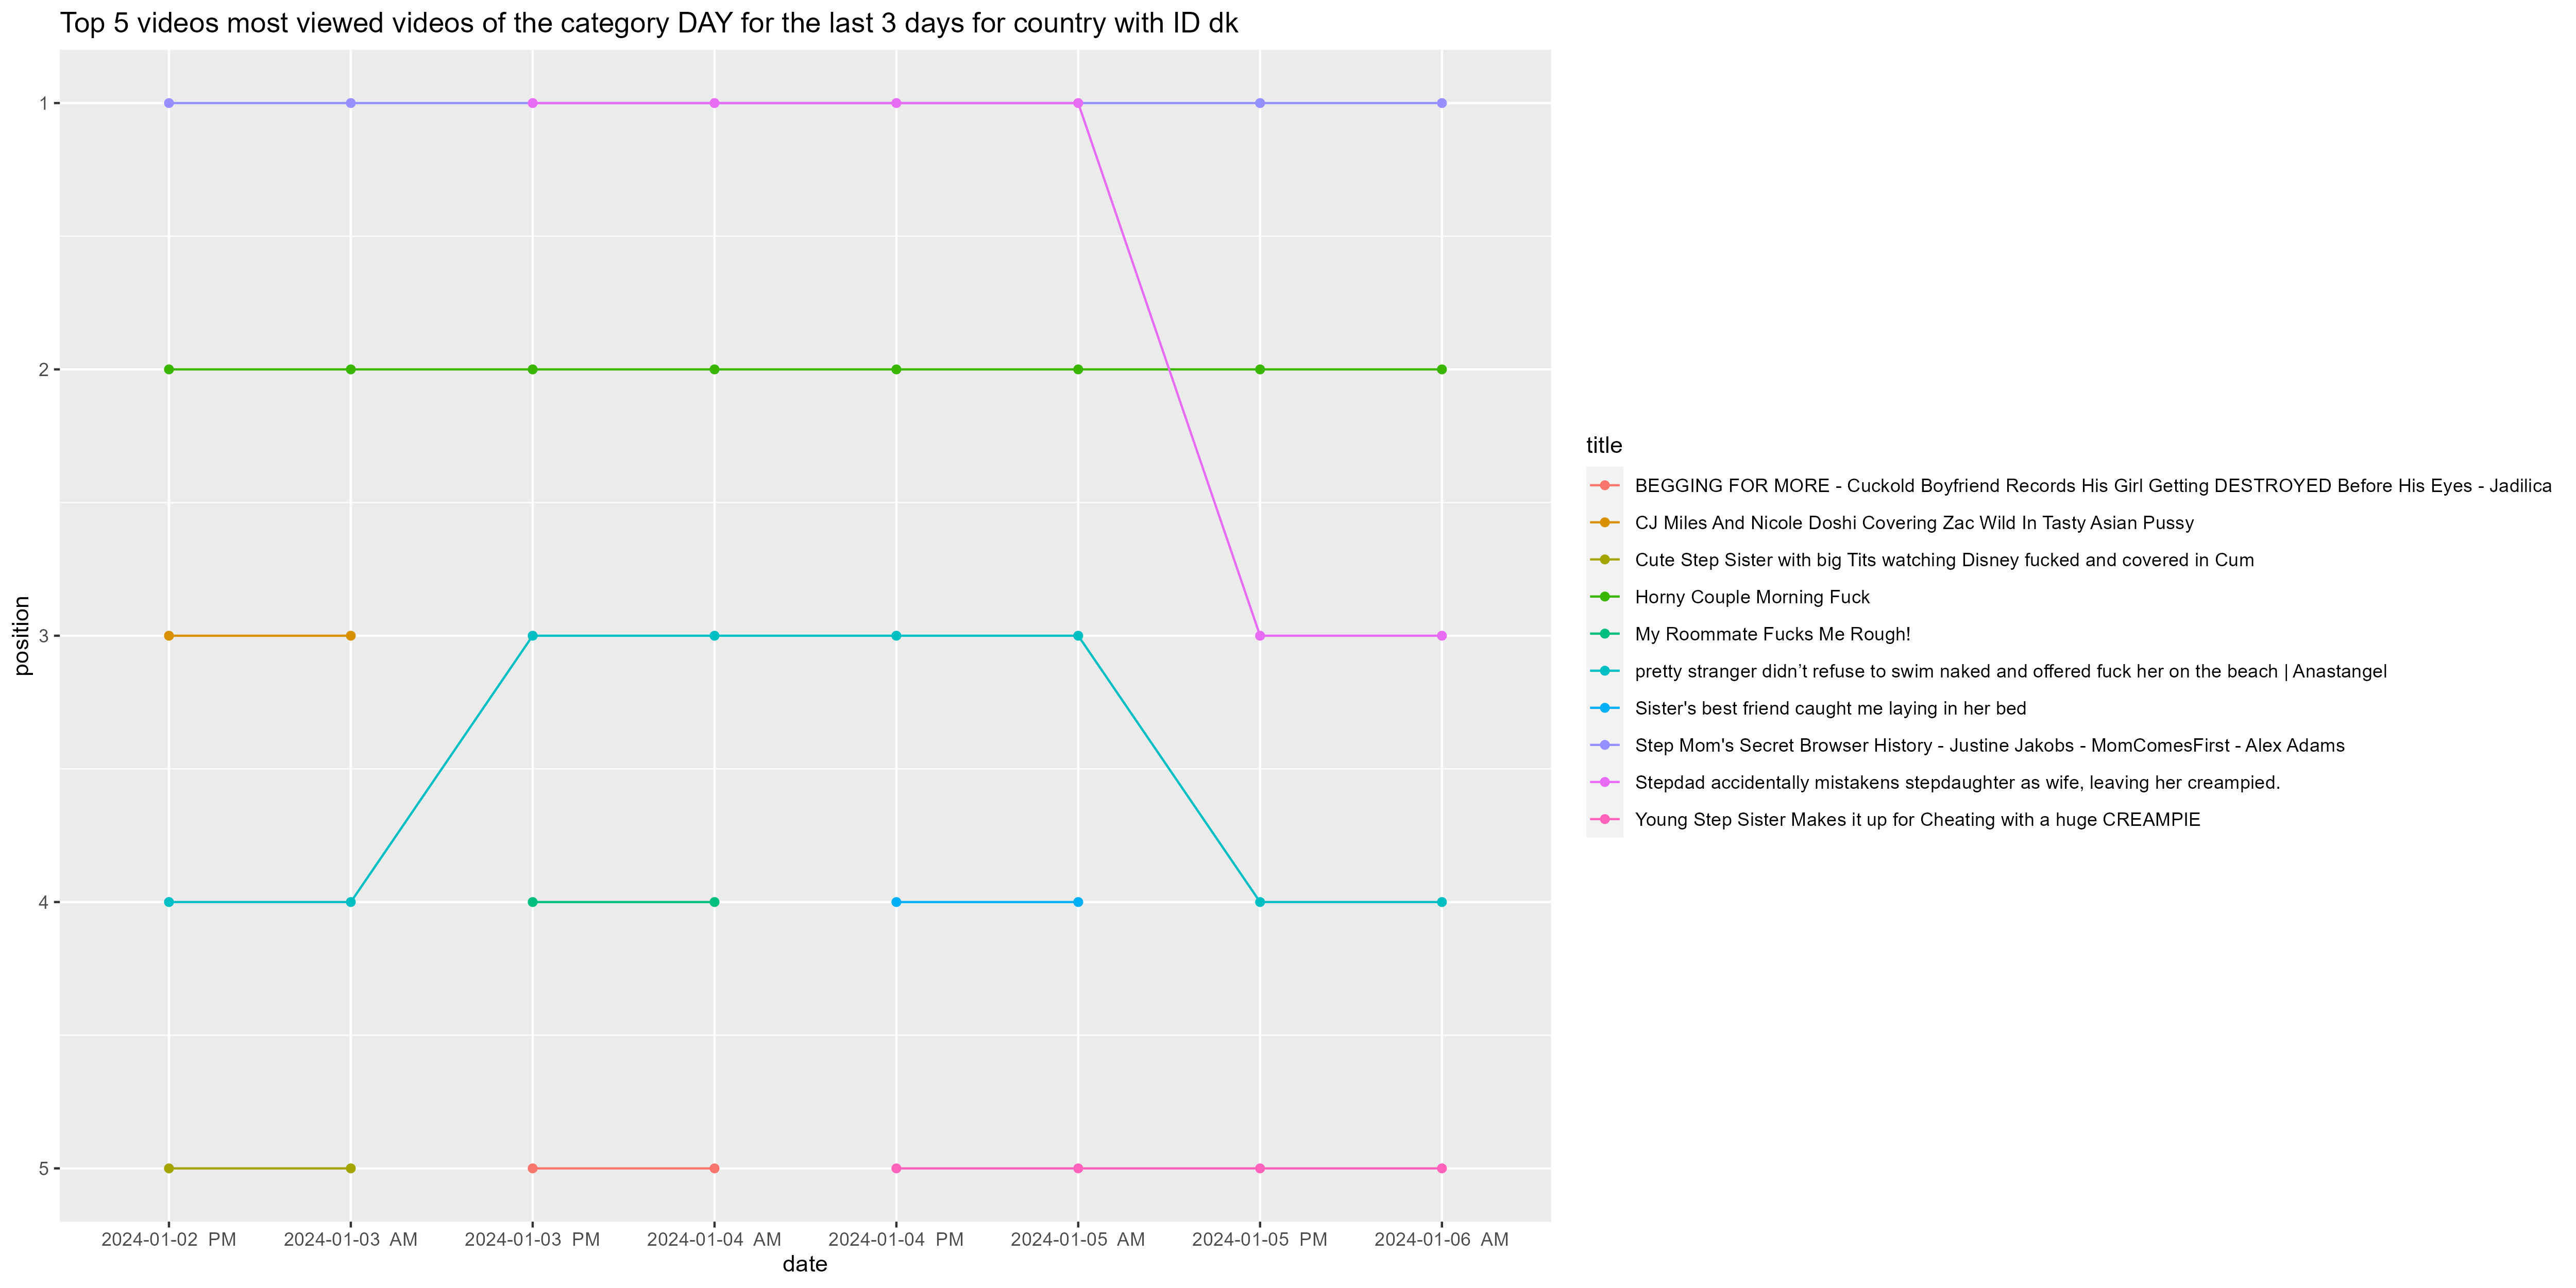 Top 5 videos most viewed videos of the category DAY for the last 3 days for country with ID dk
position
1
2
3
4
5
2024-01-02 PM
2024-01-03 AM
2024-01-03 PM
2024-01-04 AM
2024-01-04 PM
2024-01-05 AM
2024-01-05 PM
2024-01-06 AM
date
title
BEGGING FOR MORE - Cuckold Boyfriend Records His Girl Getting DESTROYED Before His Eyes - Jadilica
CJ Miles And Nicole Doshi Covering Zac Wild In Tasty Asian Pussy
Cute Step Sister with big Tits watching Disney fucked and covered in Cum
Horny Couple Morning Fuck
My Roommate Fucks Me Rough!
pretty stranger didn’t refuse to swim naked and offered fuck her on the beach | Anastangel
Sister's best friend caught me laying in her bed
Step Mom's Secret Browser History - Justine Jakobs - MomComesFirst - Alex Adams
Stepdad accidentally mistakens stepdaughter as wife, leaving her creampied.
Young Step Sister Makes it up for Cheating with a huge CREAMPIE